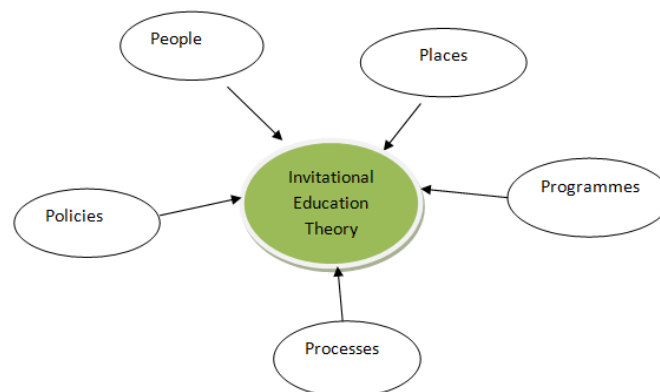 People
Places
Invitational
Education
Theory
Programmes
Policies
Processes